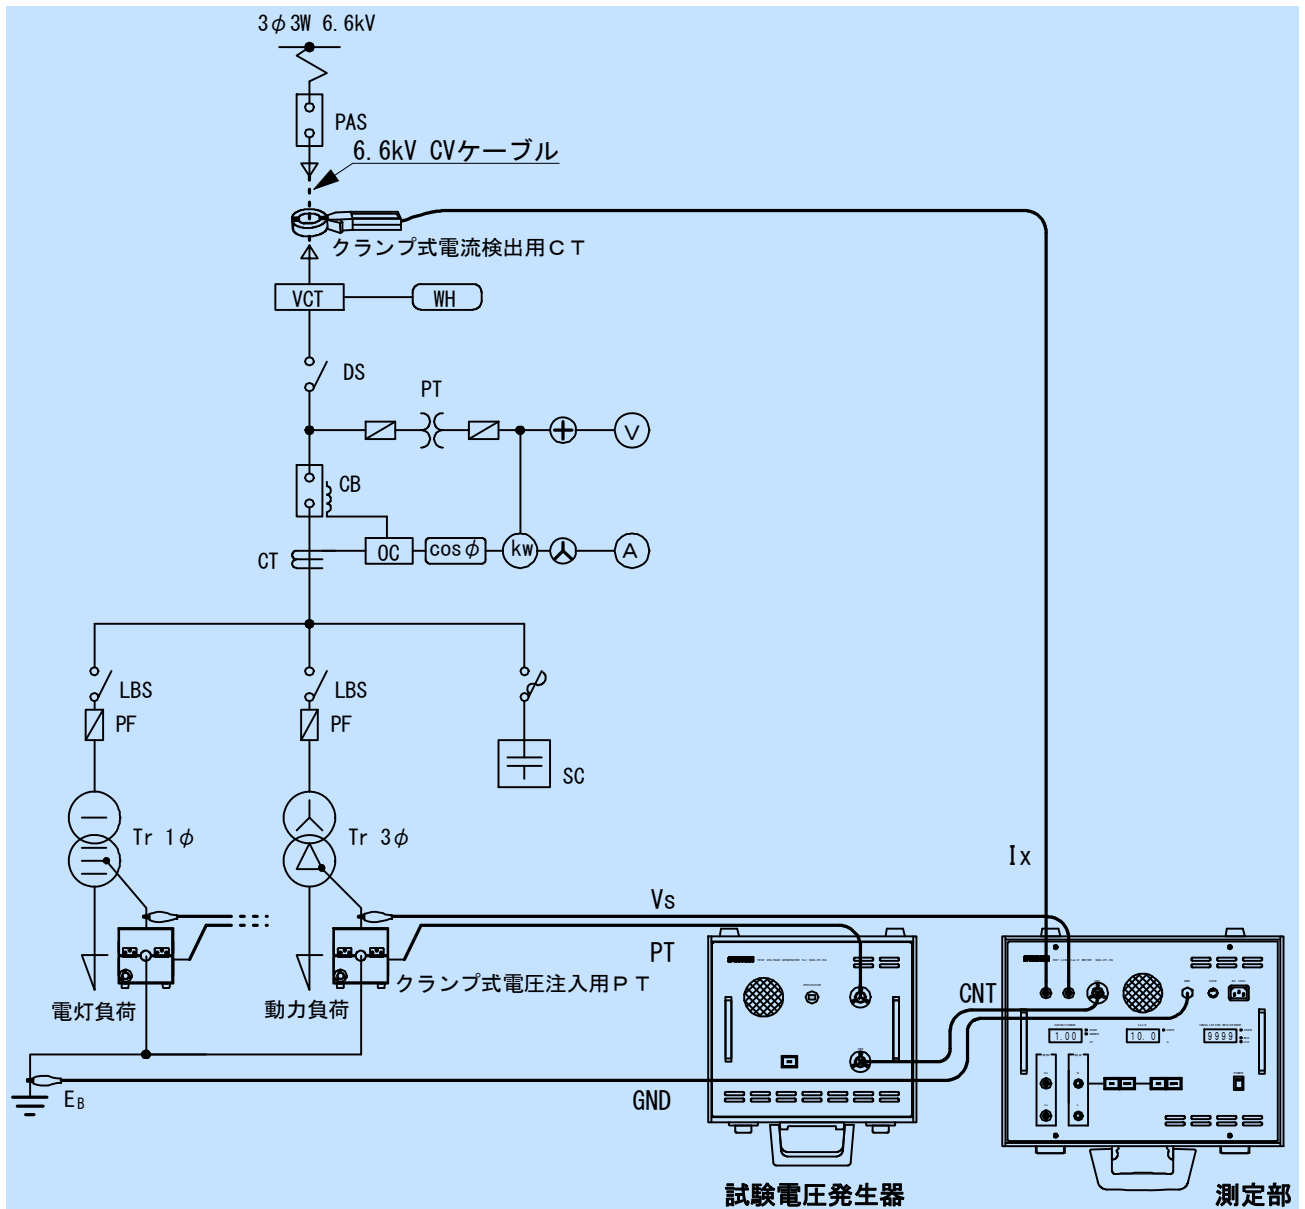 3φ3W 6.6kV
PAS
6.6kV CVケーブル
クランプ式電流検出用CT
VCT
WH
DS
PT
V
CB
CT
OC
cosφ
kw
A
LBS
LBS
PF
PF
SC
Tr 1φ
Tr 3φ
Ix
Vs
PT
CNT
クランプ式電圧注入用PT
電灯負荷
動力負荷
1.00
10.0
9999
EB
GND
試験電圧発生器
測定部